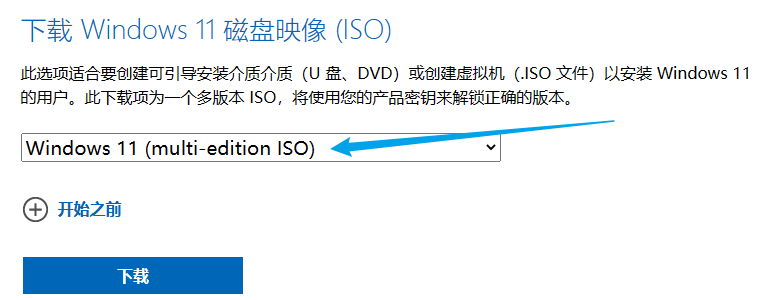 下载 Windows 11 磁盘映像 (ISO)
此选项适合要创建可引导安装介质介质（U 盘、DVD）或创建虚拟机（.ISO 文件）以安装 Windows 11
的用户。此下载项为一个多版本 ISO，将使用您的产品密钥来解锁正确的版本。
Windows 11 (multi-edition ISO)
开始之前
下载